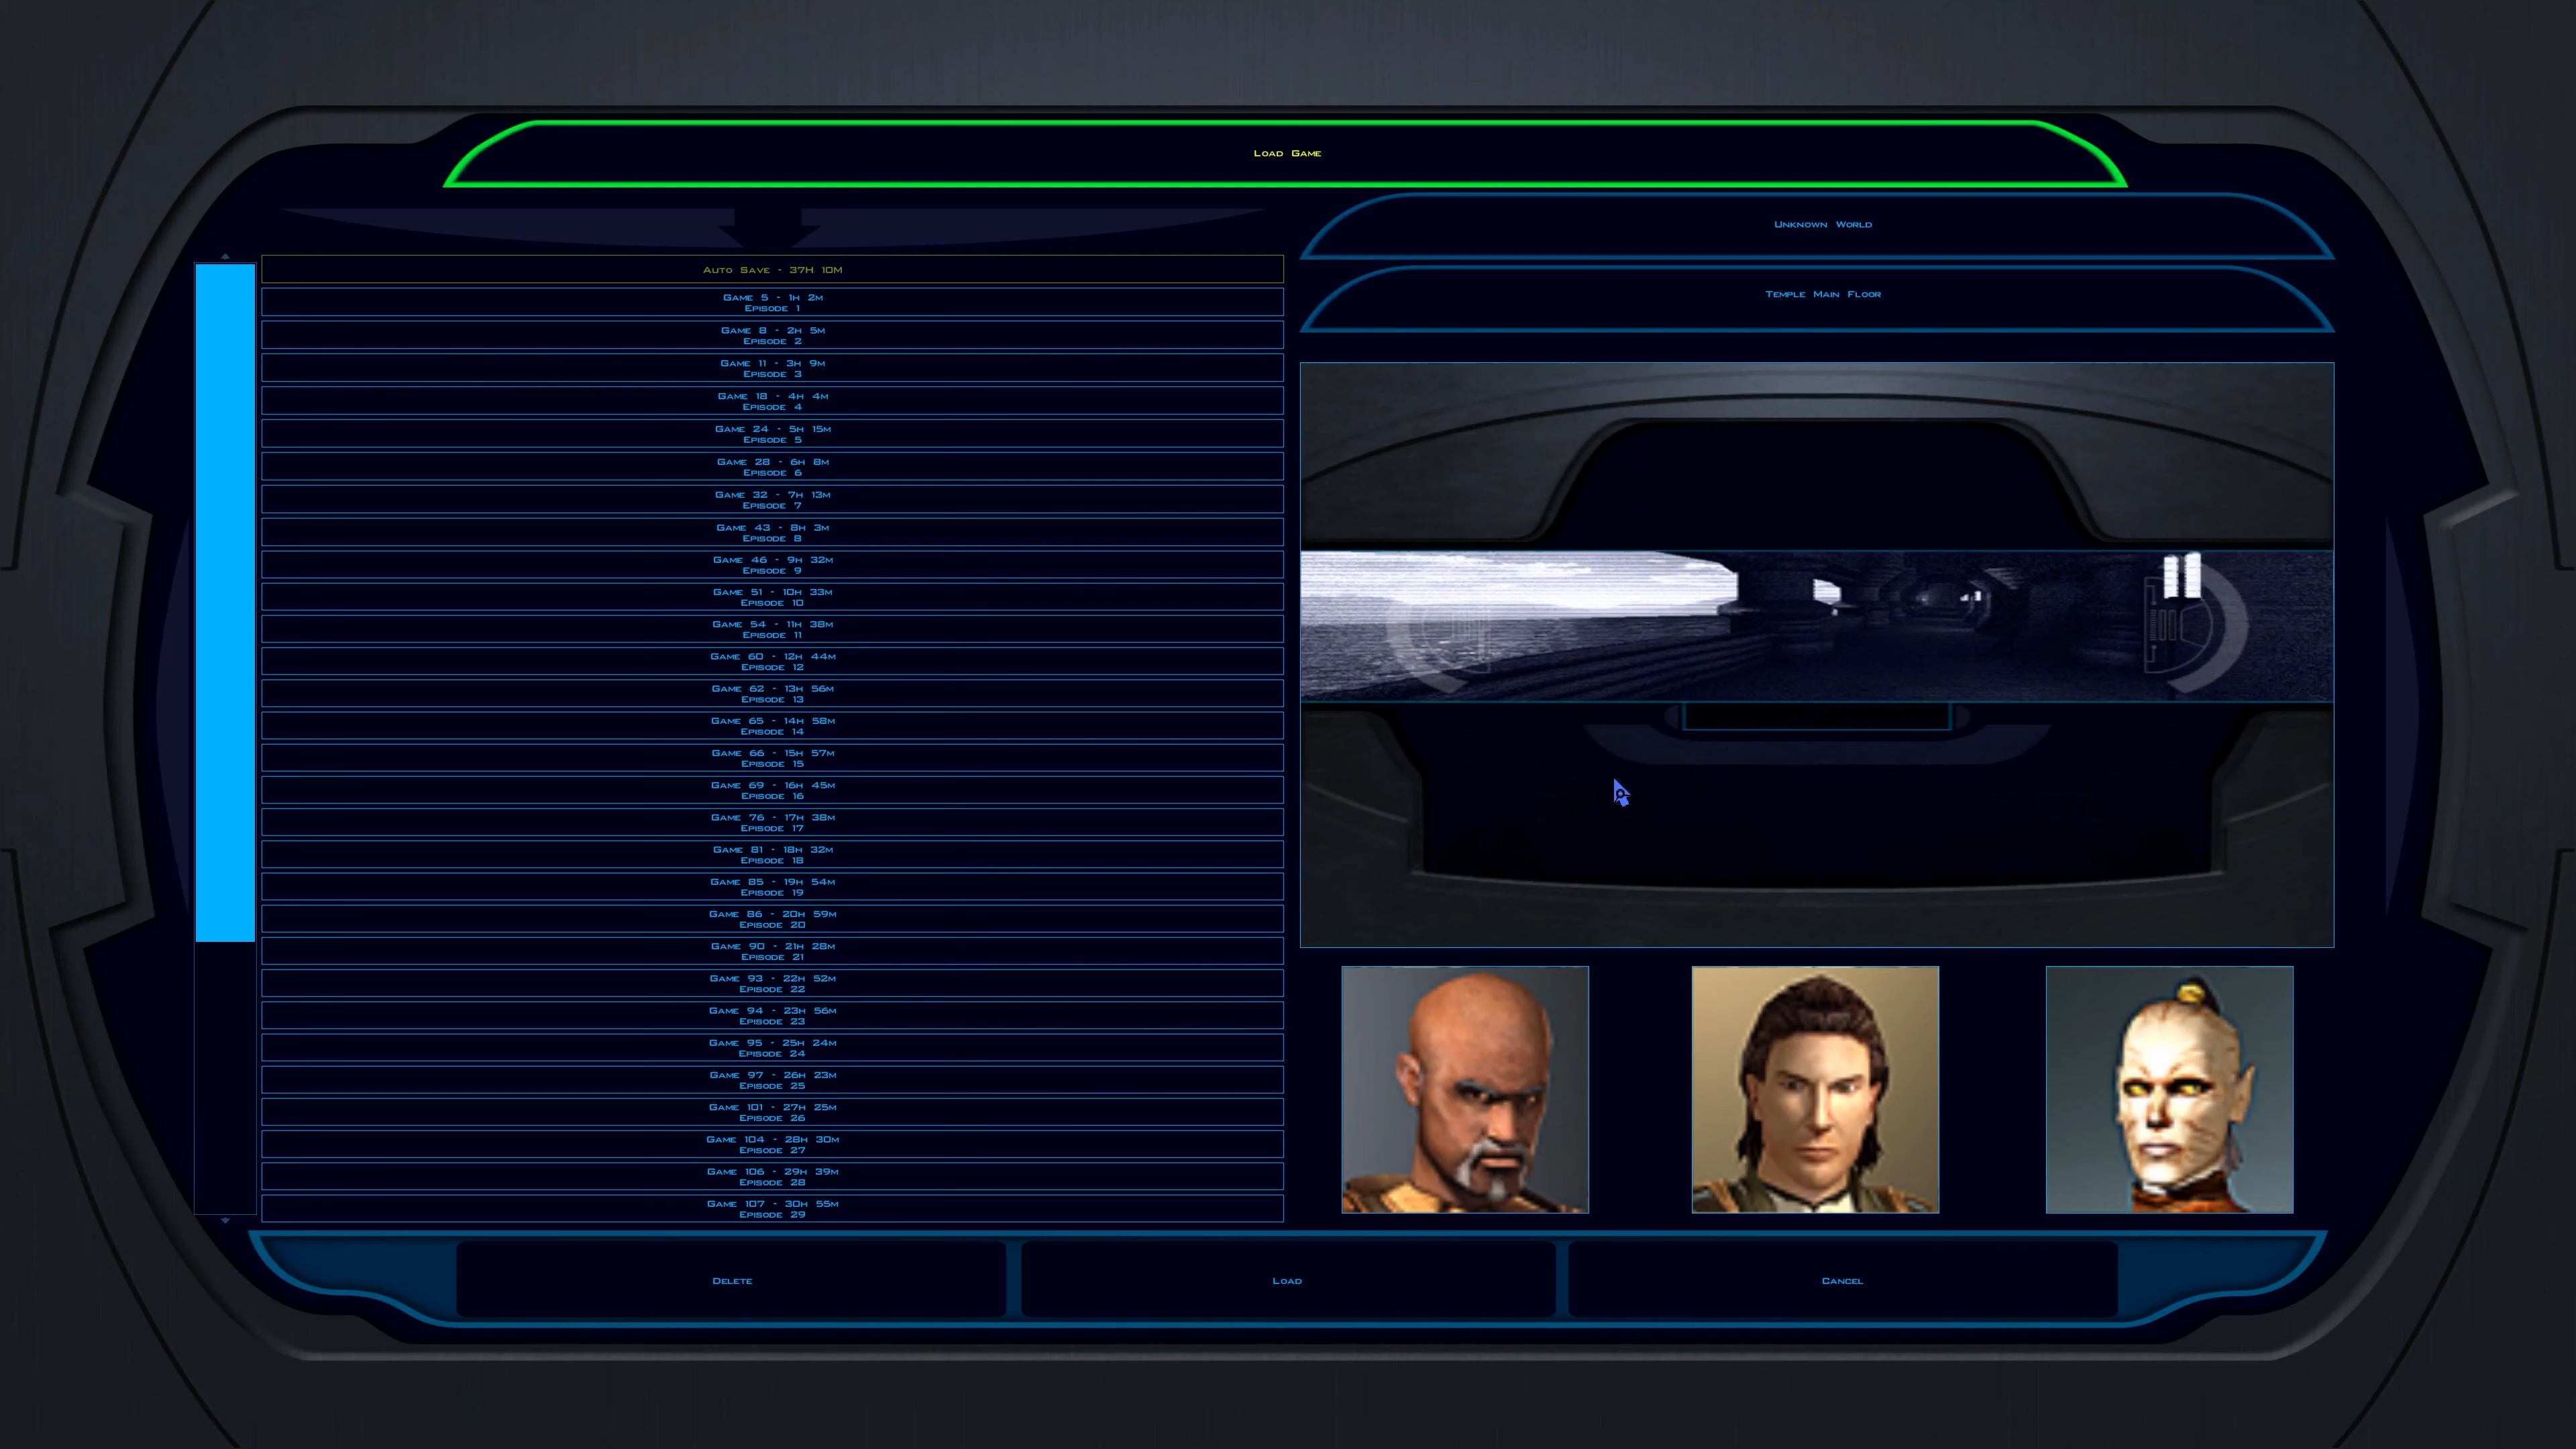 Load Game
Unknown World
Temple Main Floor
Auto Save - 37h 10m
Game 5 - 1h 2m
Episode 1
Game 8 - 2h 5m
Episode 2
Game 11 - 3h 9m
Episode 3
Game 18 - 4h 4m
Episode 4
Game 24 - 5h 15m
Episode 5
Game 28 - 6h 8m
Episode 6
Game 32 - 7h 13m
Episode 7
Game 43 - 8h 3m
Episode 8
Game 46 - 9h 32m
Episode 9
Game 51 - 10h 33m
Episode 10
Game 54 - 11h 38m
Episode 11
Game 60 - 12h 44m
Episode 12
Game 62 - 13h 56m
Episode 13
Game 65 - 14h 58m
Episode 14
Game 66 - 15h 57m
Episode 15
Game 69 - 16h 45m
Episode 16
Game 76 - 17h 38m
Episode 17
Game 81 - 18h 32m
Episode 18
Game 85 - 19h 54m
Episode 19
Game 86 - 20h 59m
Episode 20
Game 90 - 21h 28m
Episode 21
Game 93 - 22h 52m
Episode 22
Game 94 - 23h 56m
Episode 23
Game 95 - 25h 24m
Episode 24
Game 97 - 26h 23m
Episode 25
Game 101 - 27h 25m
Episode 26
Game 104 - 28h 30m
Episode 27
Game 106 - 29h 39m
Episode 28
Game 107 - 30h 55m
Episode 29
Delete
Load
Cancel